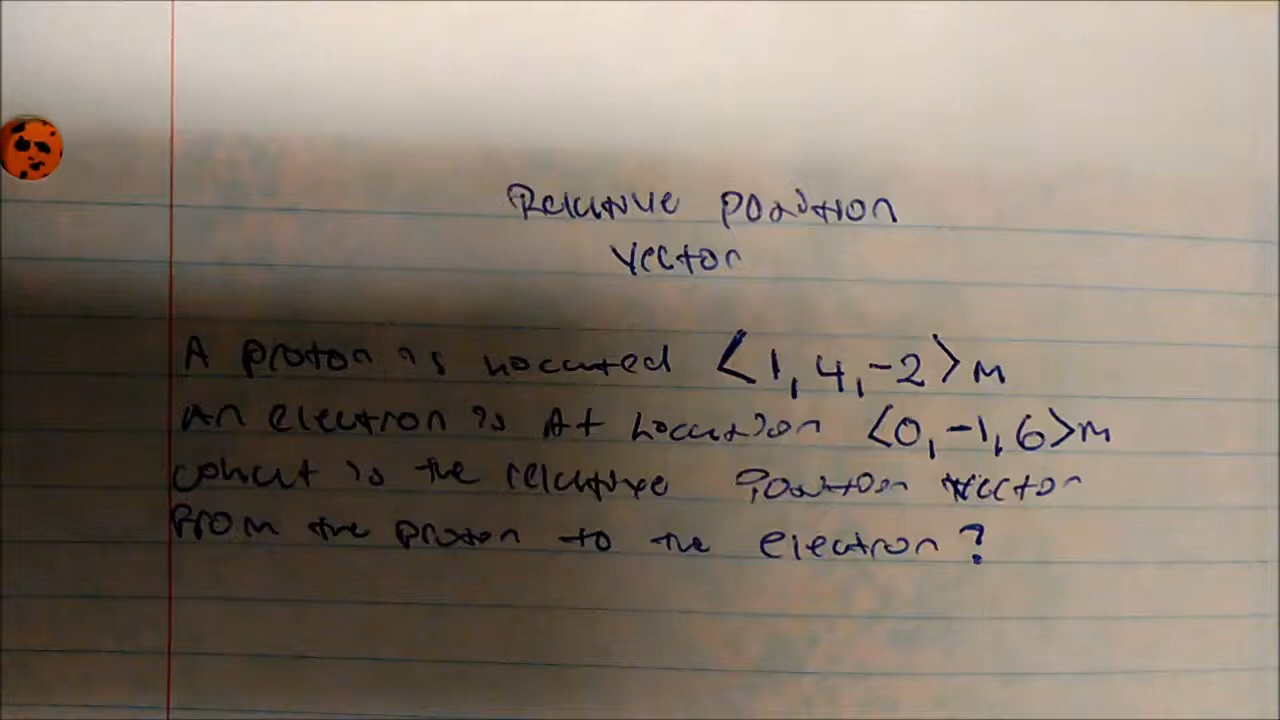 Relative position
Vector
A proton is located <1, 4, -2> m
An electron is At location <0, -1, 6> m
what is the relative Position vector
From the proton to the electron ?